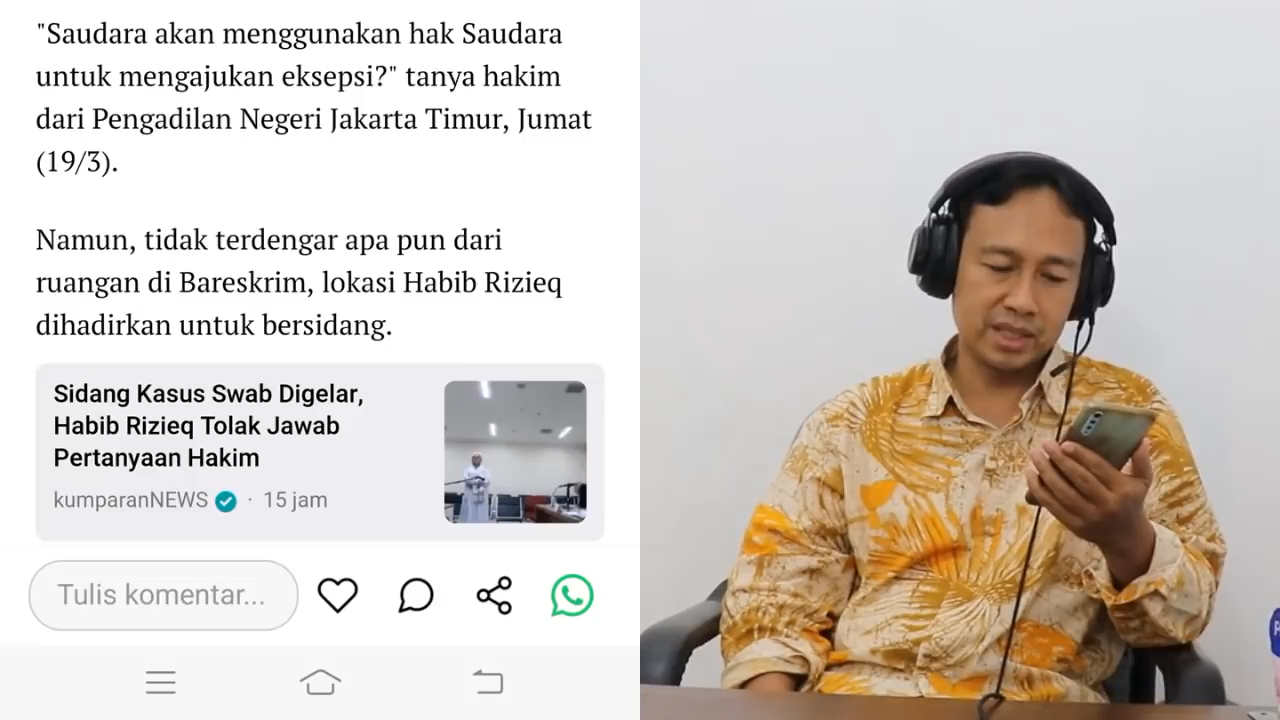 "Saudara akan menggunakan hak Saudara
untuk mengajukan eksepsi?" tanya hakim
dari Pengadilan Negeri Jakarta Timur, Jumat
(19/3).
Namun, tidak terdengar apa pun dari
ruangan di Bareskrim, lokasi Habib Rizieq
dihadirkan untuk bersidang.
Sidang Kasus Swab Digelar,
Habib Rizieq Tolak Jawab
Pertanyaan Hakim
kumparanNEWS · 15 jam
Tulis komentar...